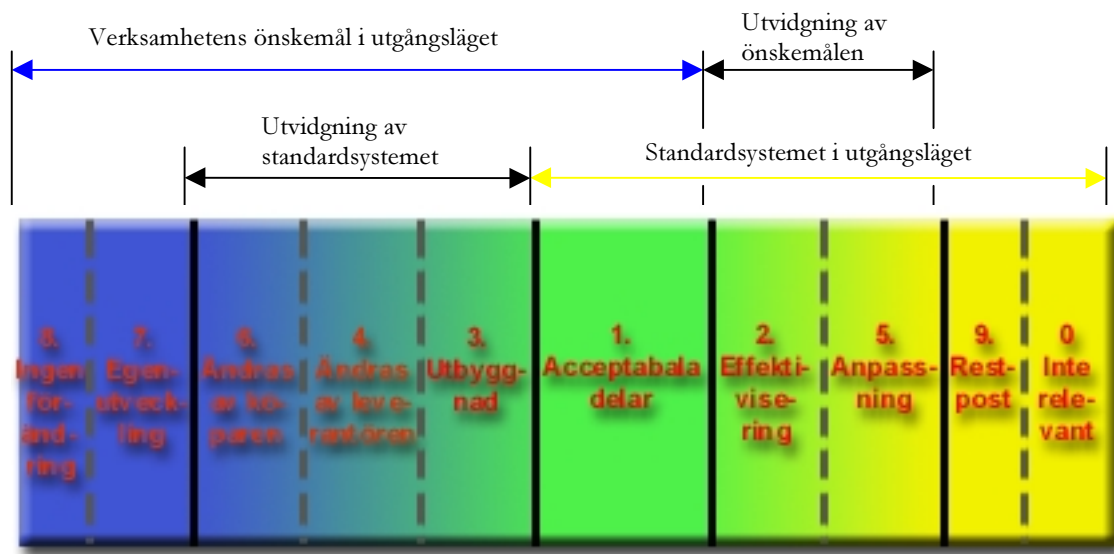 Verksamhetens önskemål i utgångsläget
Utvidgning av
önskemålen
Utvidgning av
standardsystemet
Standardsystemet i utgångsläget
8.
Ingen
för-
änd-
ring
7.
Egen-
utveck-
ling
6.
Ändras
av kö-
paren
4.
Ändras
av leve-
rantören
3.
Utbygg-
nad
1.
Acceptabala
delar
2.
Effekti-
vise-
ring
5.
Anpass-
ning
9.
Rest-
post
0
Inte
rele-
vant